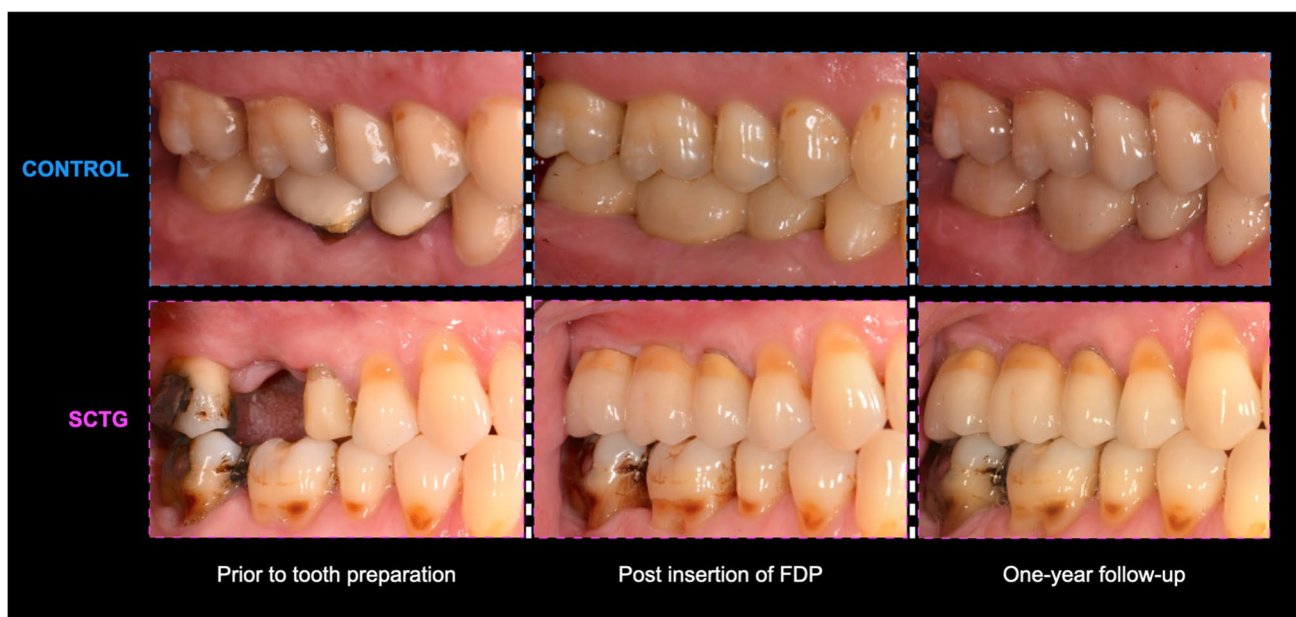 CONTROL
SCTG
Prior to tooth preparation
Post insertion of FDP
One-year follow-up